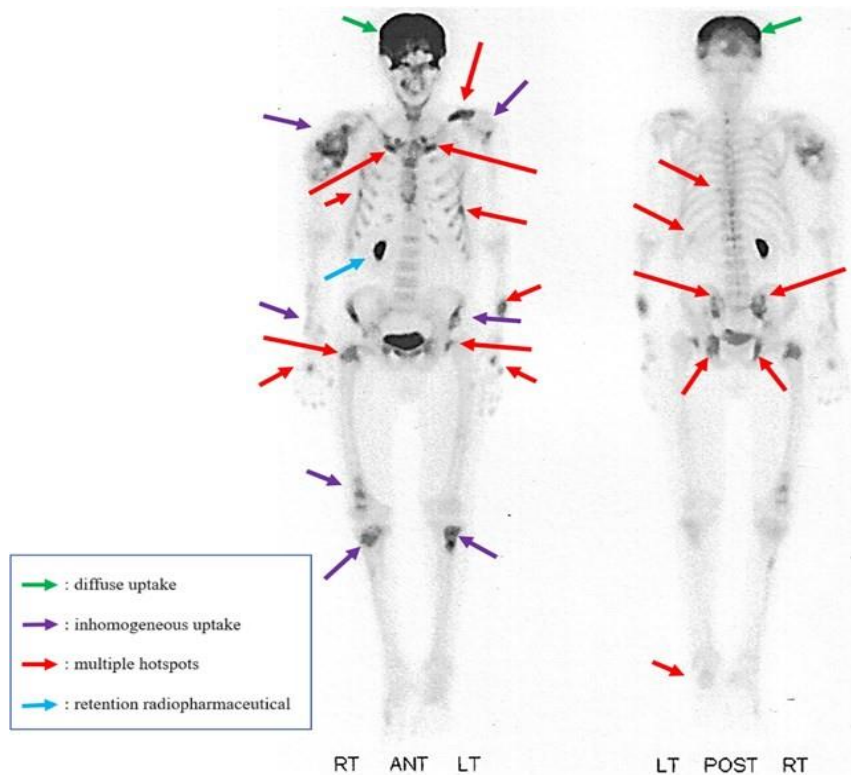 : diffuse uptake
: inhomogeneous uptake
: multiple hotspots
: retention radiopharmaceutical
RT ANT LT
LT POST RT